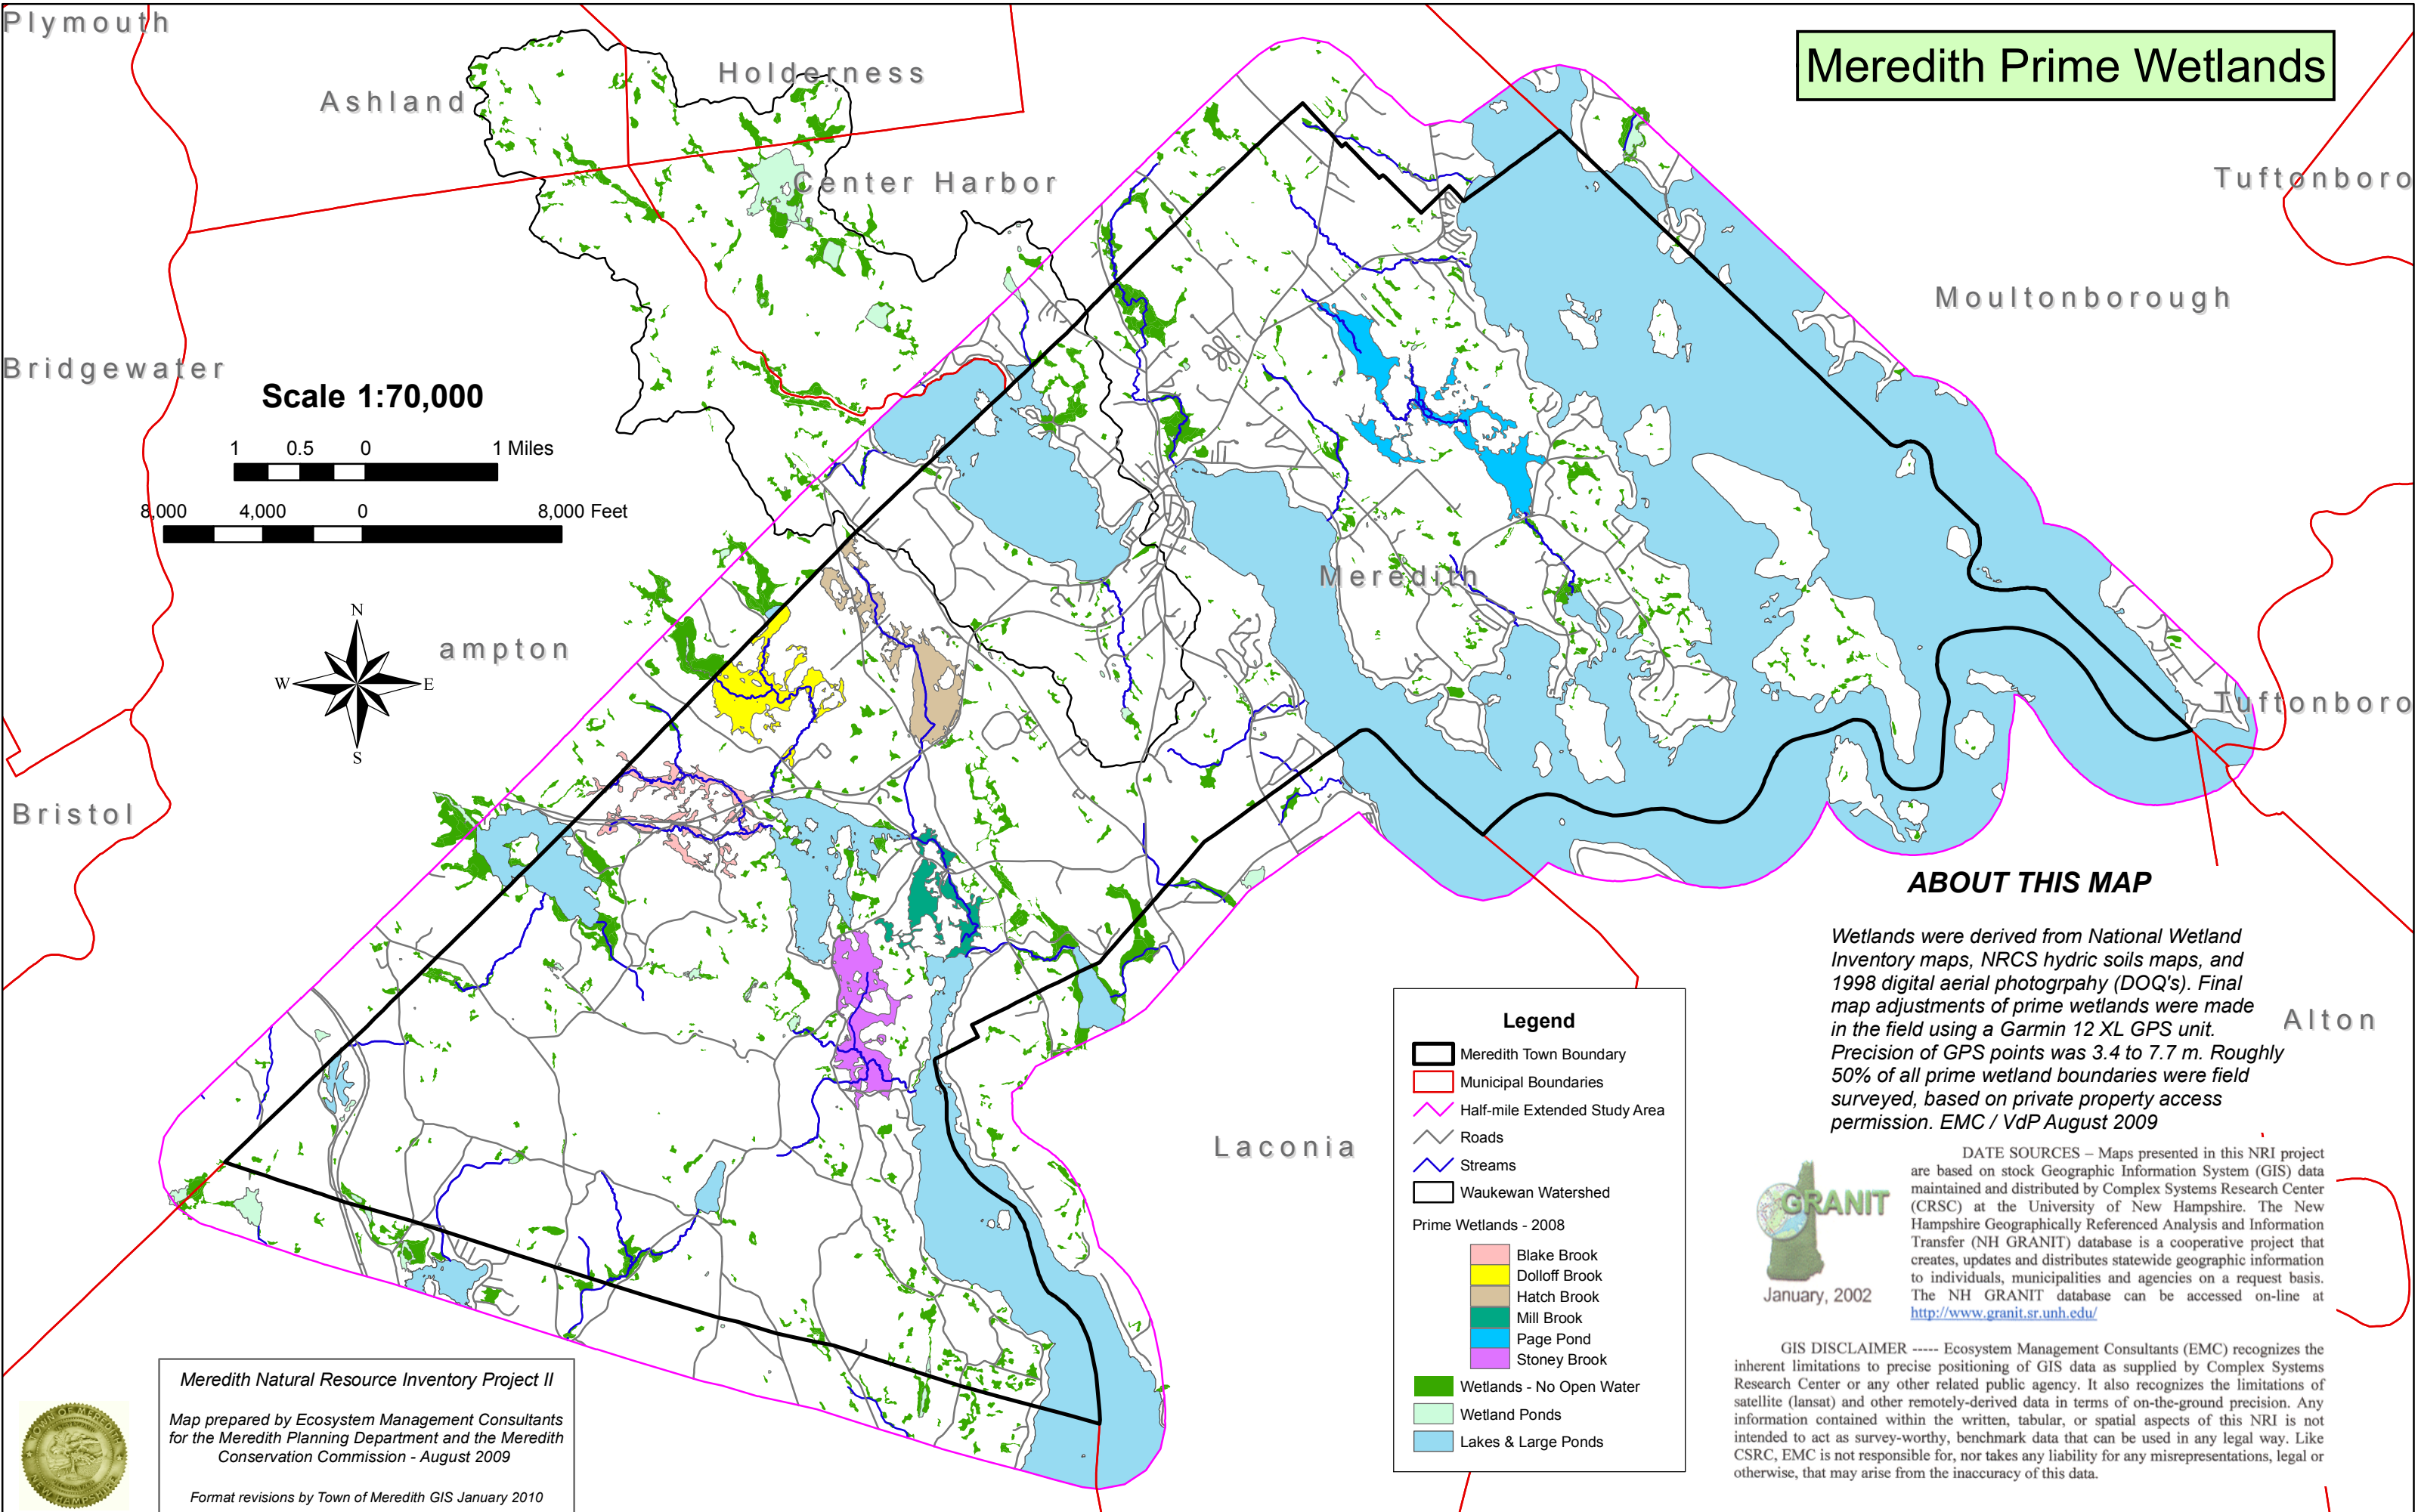 Meredith Prime Wetlands
Plymouth
Ashland
Holderness
Center Harbor
Tuftonboro
Moultonborough
Bridgewater
Scale 1:70,000
1 0.5 0 1 Miles
8,000 4,000 0 8,000 Feet
N
W E
S
ampton
Meredith
Tuftonboro
Bristol
Laconia
Alton
ABOUT THIS MAP
Wetlands were derived from National Wetland
Inventory maps, NRCS hydric soils maps, and
1998 digital aerial photogrpahy (DOQ's). Final
map adjustments of prime wetlands were made
in the field using a Garmin 12 XL GPS unit.
Precision of GPS points was 3.4 to 7.7 m. Roughly
50% of all prime wetland boundaries were field
surveyed, based on private property access
permission. EMC / VdP August 2009
Legend
Meredith Town Boundary
Municipal Boundaries
Half-mile Extended Study Area
Roads
Streams
Waukewan Watershed
Prime Wetlands - 2008
Blake Brook
Dolloff Brook
Hatch Brook
Mill Brook
Page Pond
Stoney Brook
Wetlands - No Open Water
Wetland Ponds
Lakes & Large Ponds
GRANIT
January, 2002
DATE SOURCES – Maps presented in this NRI project
are based on stock Geographic Information System (GIS) data
maintained and distributed by Complex Systems Research Center
(CRSC) at the University of New Hampshire. The New
Hampshire Geographically Referenced Analysis and Information
Transfer (NH GRANIT) database is a cooperative project that
creates, updates and distributes statewide geographic information
to individuals, municipalities and agencies on a request basis.
The NH GRANIT database can be accessed on-line at
http://www.granit.sr.unh.edu/
GIS DISCLAIMER ----- Ecosystem Management Consultants (EMC) recognizes the
inherent limitations to precise positioning of GIS data as supplied by Complex Systems
Research Center or any other related public agency. It also recognizes the limitations of
satellite (lansat) and other remotely-derived data in terms of on-the-ground precision. Any
information contained within the written, tabular, or spatial aspects of this NRI is not
intended to act as survey-worthy, benchmark data that can be used in any legal way. Like
CSRC, EMC is not responsible for, nor takes any liability for any misrepresentations, legal or
otherwise, that may arise from the inaccuracy of this data.
Meredith Natural Resource Inventory Project II
Map prepared by Ecosystem Management Consultants
for the Meredith Planning Department and the Meredith
Conservation Commission - August 2009
Format revisions by Town of Meredith GIS January 2010
TOWN OF MEREDITH